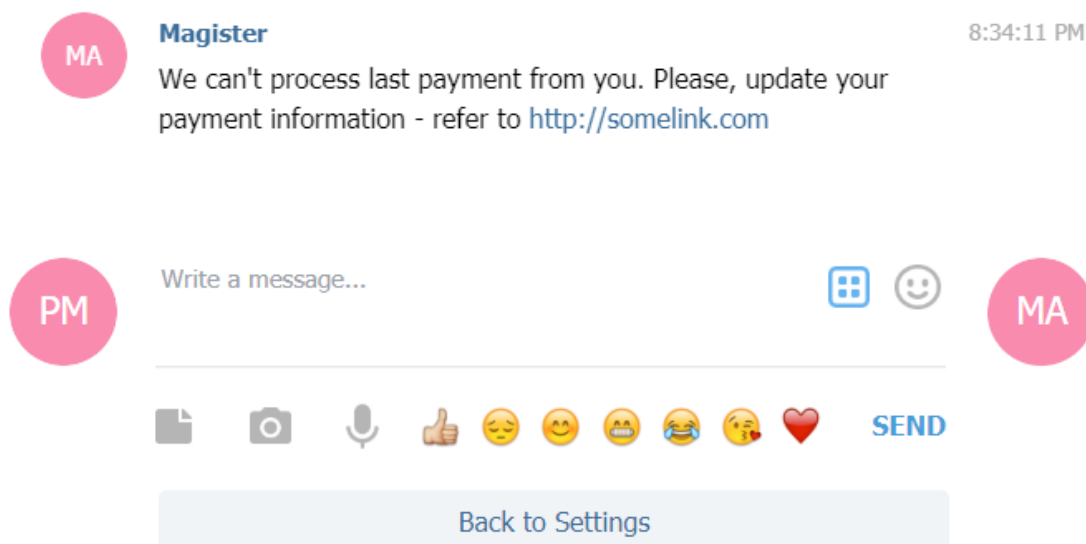 MA
Magister
8:34:11 PM
We can't process last payment from you. Please, update your
payment information - refer to http://somelink.com
PM
Write a message...
MA
SEND
Back to Settings